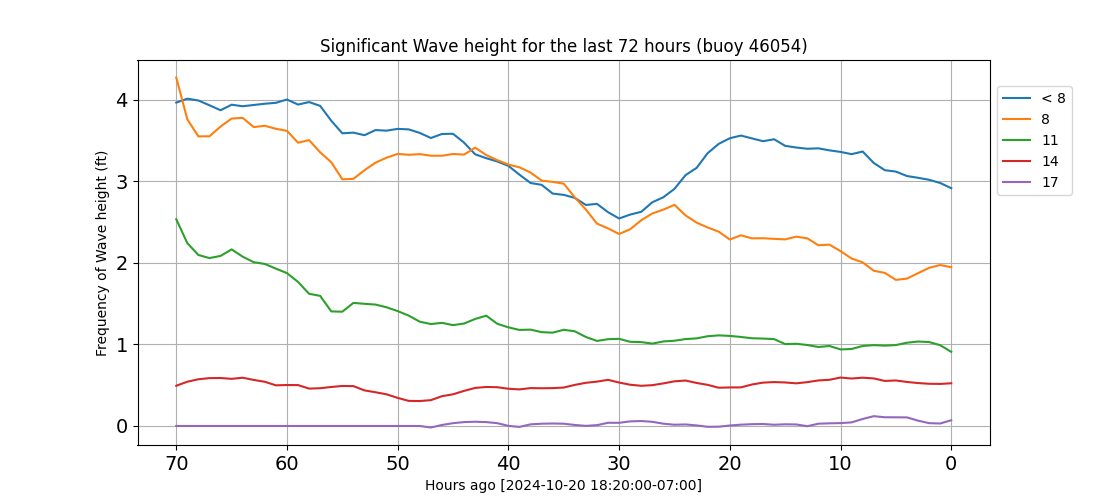 Significant Wave height for the last 72 hours (buoy 46054)
Frequency of Wave height (ft)
4
3
2
1
0
70 60 50 40 30 20 10 0
Hours ago [2024-10-20 18:20:00-07:00]
< 8
8
11
14
17